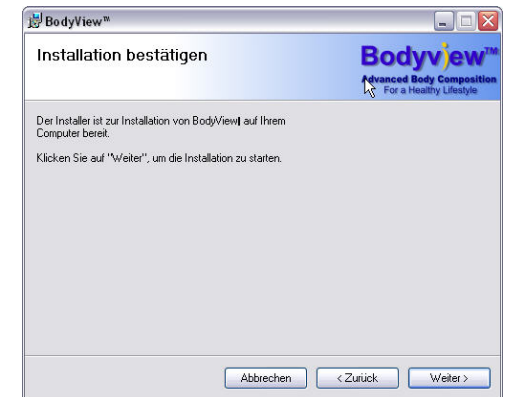 BodyView™
Installation bestätigen
Bodyview™
Advanced Body Composition
For a Healthy Lifestyle
Der Installer ist zur Installation von BodyView auf Ihrem
Computer bereit.
Klicken Sie auf "Weiter", um die Installation zu starten.
Abbrechen
< Zurück
Weiter >